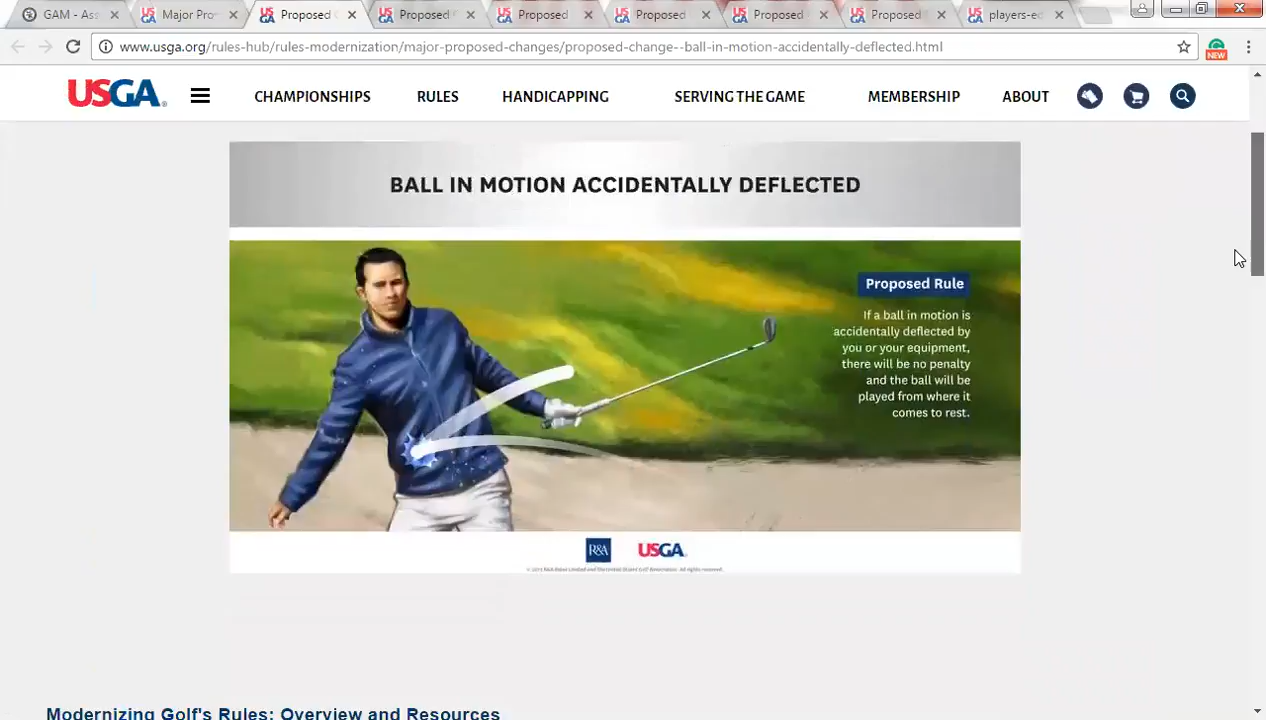 GAM - Ass
Major Pro
Proposed C
Proposed C
Proposed
Proposed
Proposed
Proposed
players-ed
www.usga.org/rules-hub/rules-modernization/major-proposed-changes/proposed-change--ball-in-motion-accidentally-deflected.html
NEW
USGA
CHAMPIONSHIPS RULES HANDICAPPING SERVING THE GAME MEMBERSHIP ABOUT
BALL IN MOTION ACCIDENTALLY DEFLECTED
Proposed Rule
If a ball in motion is
accidentally deflected by
you or your equipment,
there will be no penalty
and the ball will be
played from where it
comes to rest.
R&A USGA
Modernizing Golf's Rules: Overview and Resources